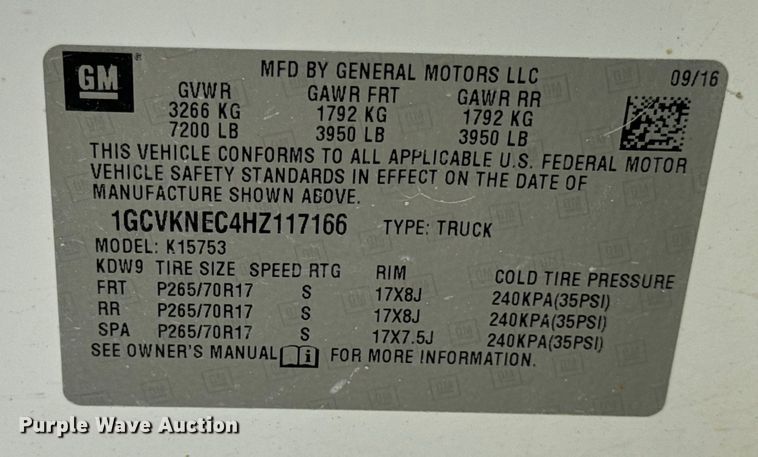 GM
MFD BY GENERAL MOTORS LLC 09/16
GVWR GAWR FRT GAWR RR
3266 KG 1792 KG 1792 KG
7200 LB 3950 LB 3950 LB
THIS VEHICLE CONFORMS TO ALL APPLICABLE U.S. FEDERAL MOTOR
VEHICLE SAFETY STANDARDS IN EFFECT ON THE DATE OF
MANUFACTURE SHOWN ABOVE.
1GCVKNEC4HZ117166 TYPE: TRUCK
MODEL: K15753
KDW9 TIRE SIZE SPEED RTG RIM COLD TIRE PRESSURE
FRT P265/70R17 S 17X8J 240KPA(35PSI)
RR P265/70R17 S 17X8J 240KPA(35PSI)
SPA P265/70R17 S 17X7.5J 240KPA(35PSI)
SEE OWNER'S MANUAL i FOR MORE INFORMATION.
Purple Wave Auction